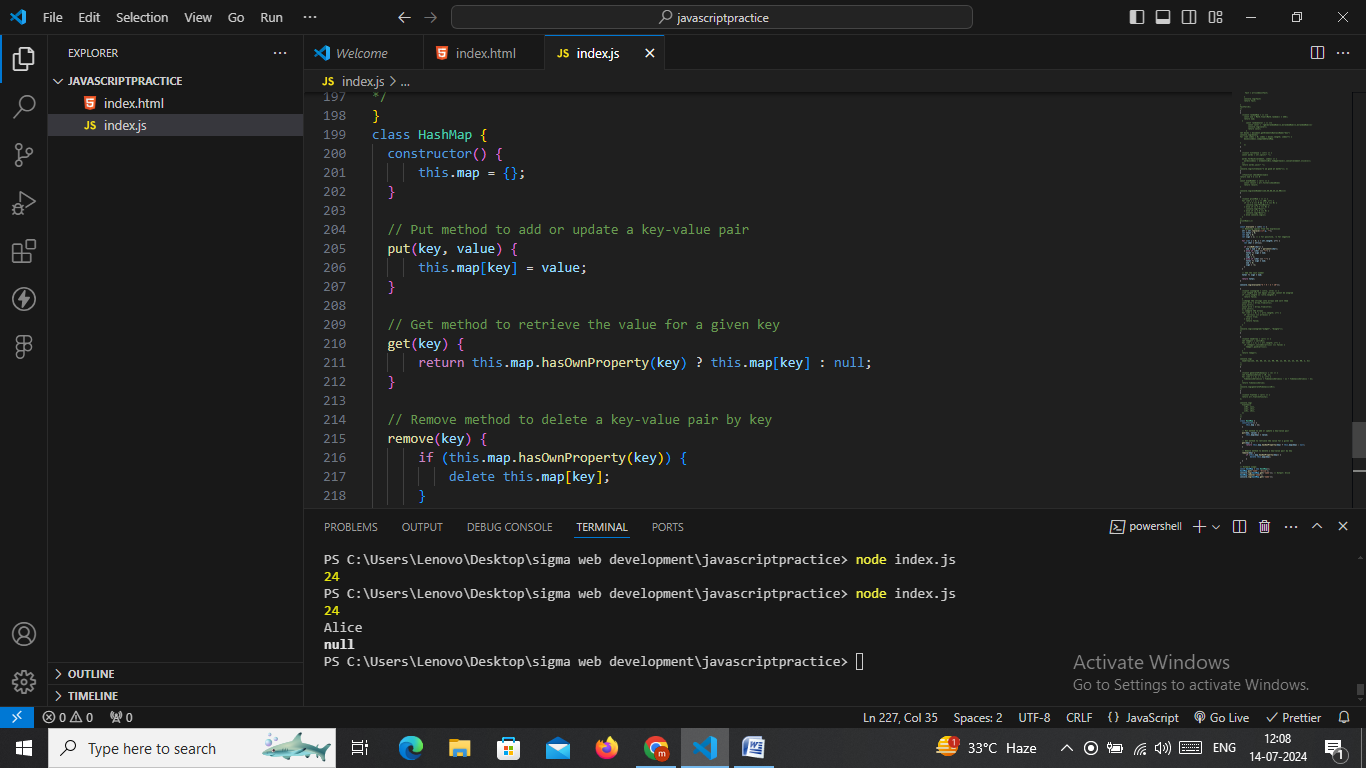 File Edit Selection View Go Run ···
javascriptpractice
EXPLORER ···
JAVASCRIPTPRACTICE
index.html
JS index.js
OUTLINE
TIMELINE
Welcome
index.html
JS index.js
JS index.js > ...
197 */
198 }
199 class HashMap {
200 constructor() {
201 this.map = {};
202 }
203
204 // Put method to add or update a key-value pair
205 put(key, value) {
206 this.map[key] = value;
207 }
208
209 // Get method to retrieve the value for a given key
210 get(key) {
211 return this.map.hasOwnProperty(key) ? this.map[key] : null;
212 }
213
214 // Remove method to delete a key-value pair by key
215 remove(key) {
216 if (this.map.hasOwnProperty(key)) {
217 delete this.map[key];
218 }
PROBLEMS OUTPUT DEBUG CONSOLE TERMINAL PORTS
powershell
PS C:\Users\Lenovo\Desktop\sigma web development\javascriptpractice> node index.js
24
PS C:\Users\Lenovo\Desktop\sigma web development\javascriptpractice> node index.js
24
Alice
null
PS C:\Users\Lenovo\Desktop\sigma web development\javascriptpractice>
Activate Windows
Go to Settings to activate Windows.
0 0 0
Ln 227, Col 35 Spaces: 2 UTF-8 CRLF {} JavaScript Go Live Prettier
Type here to search
1 33°C Haze ENG
12:08
14-07-2024
1